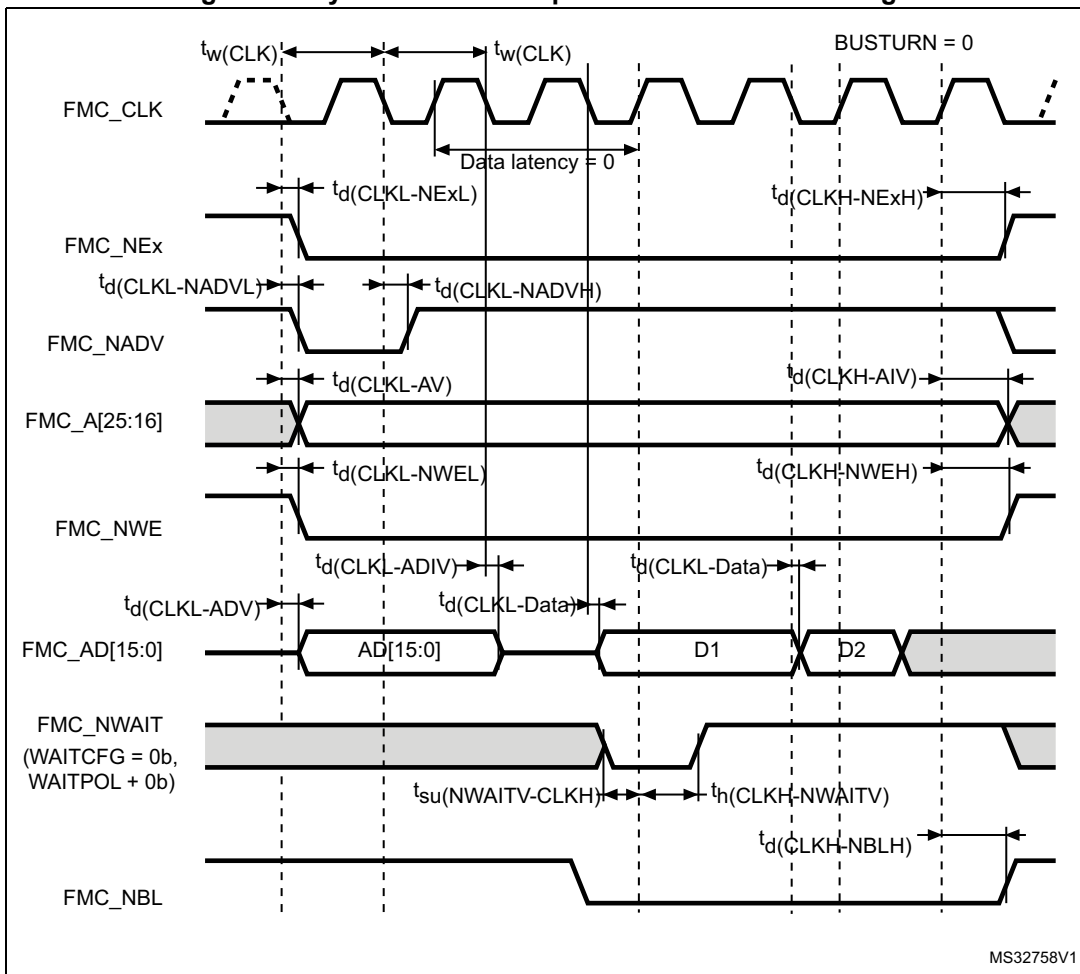 tw(CLK) tw(CLK) BUSTURN = 0
FMC_CLK
Data latency = 0
td(CLKL-NExL) td(CLKH-NExH)
FMC_NEx
td(CLKL-NADVL) td(CLKL-NADVH)
FMC_NADV
td(CLKL-AV) td(CLKH-AIV)
FMC_A[25:16]
td(CLKL-NWEL) td(CLKH-NWEH)
FMC_NWE
td(CLKL-ADIV) td(CLKL-Data)
td(CLKL-ADV) td(CLKL-Data)
FMC_AD[15:0] AD[15:0] D1 D2
FMC_NWAIT
(WAITCFG = 0b,
WAITPOL + 0b)
tsu(NWAITV-CLKH) th(CLKH-NWAITV)
td(CLKH-NBLH)
FMC_NBL
MS32758V1